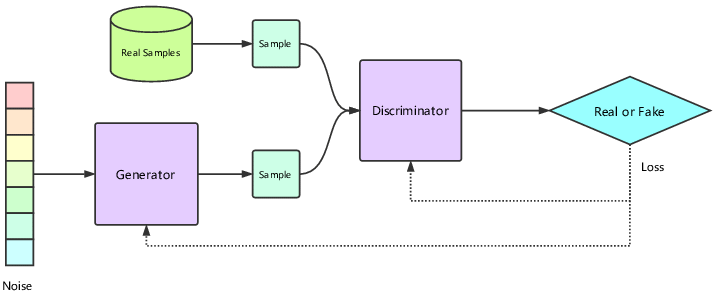 Real Samples
Sample
Discriminator
Real or Fake
Generator
Sample
Loss
Noise